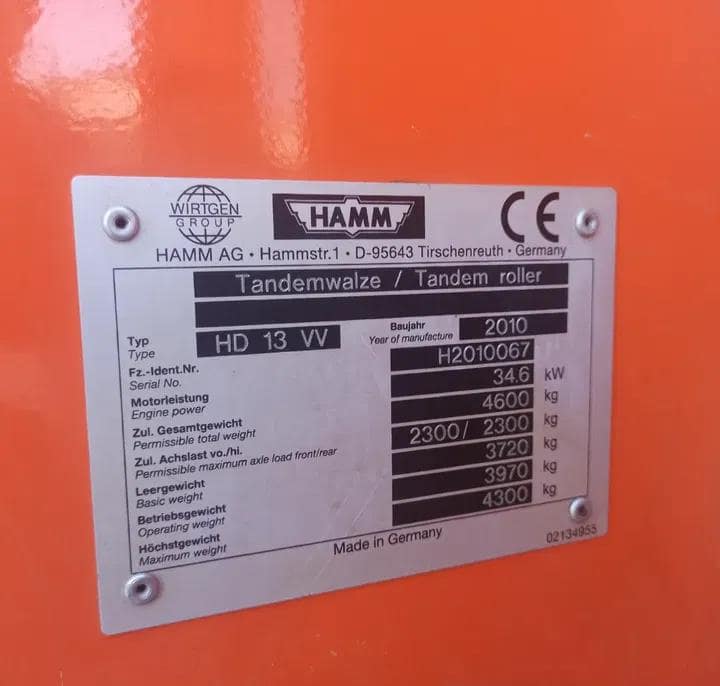 WIRTGEN
GROUP
HAMM
CE
HAMM AG · Hammstr.1 · D-95643 Tirschenreuth · Germany
Tandemwalze / Tandem roller
Typ
Type
HD 13 VV
Baujahr
Year of manufacture
2010
Fz.-Ident.Nr.
Serial No.
H2010067
Motorleistung
Engine power
34.6 kW
Zul. Gesamtgewicht
Permissible total weight
4600 kg
Zul. Achslast vo./hi.
Permissible maximum axle load front/rear
2300/ 2300 kg
Leergewicht
Basic weight
3720 kg
Betriebsgewicht
Operating weight
3970 kg
Höchstgewicht
Maximum weight
4300 kg
Made in Germany
02134955